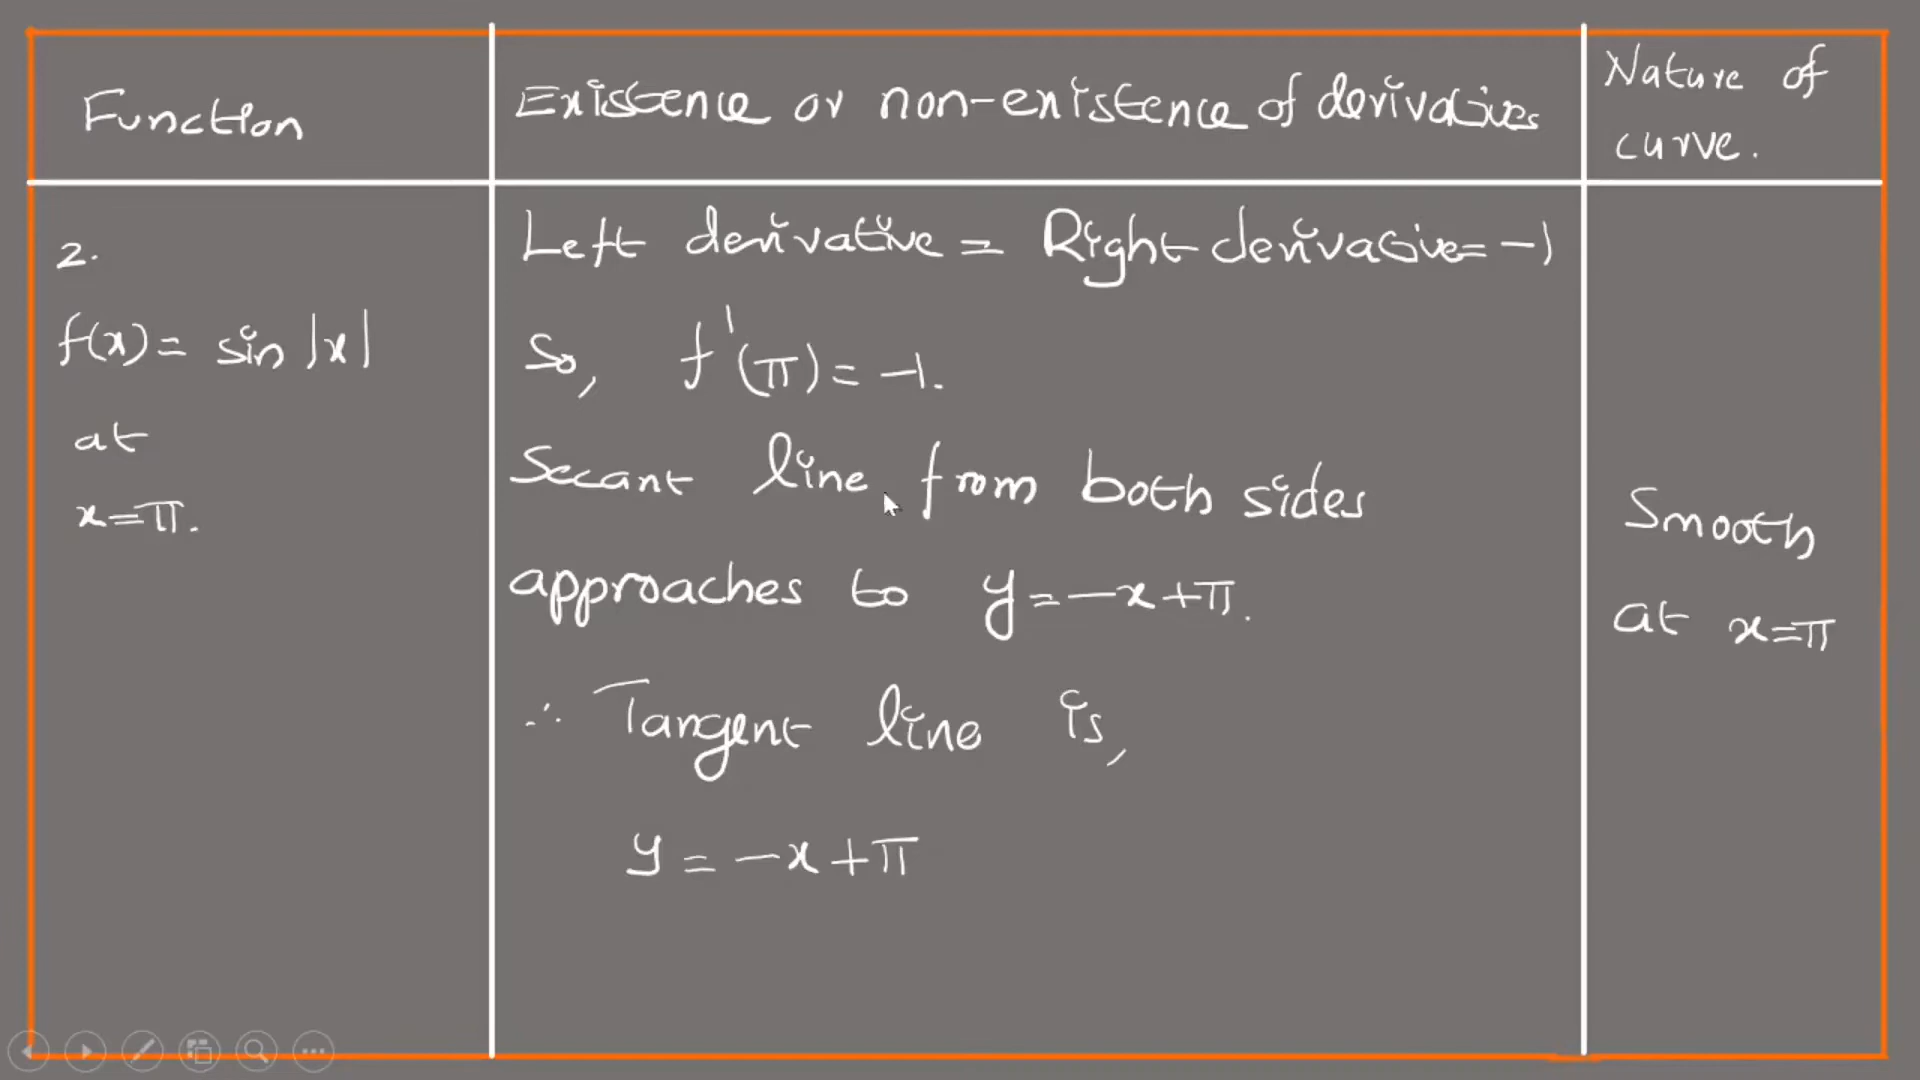 Function
Existence or non-existence of derivatives
Nature of
curve.
2.
f(x) = sin |x|
at
x=π.
Left derivative = Right derivative = -1
So, f'(π) = -1.
Secant line from both sides
approaches to y = -x+π.
∴ Tangent line is,
y = -x+π
Smooth
at x=π